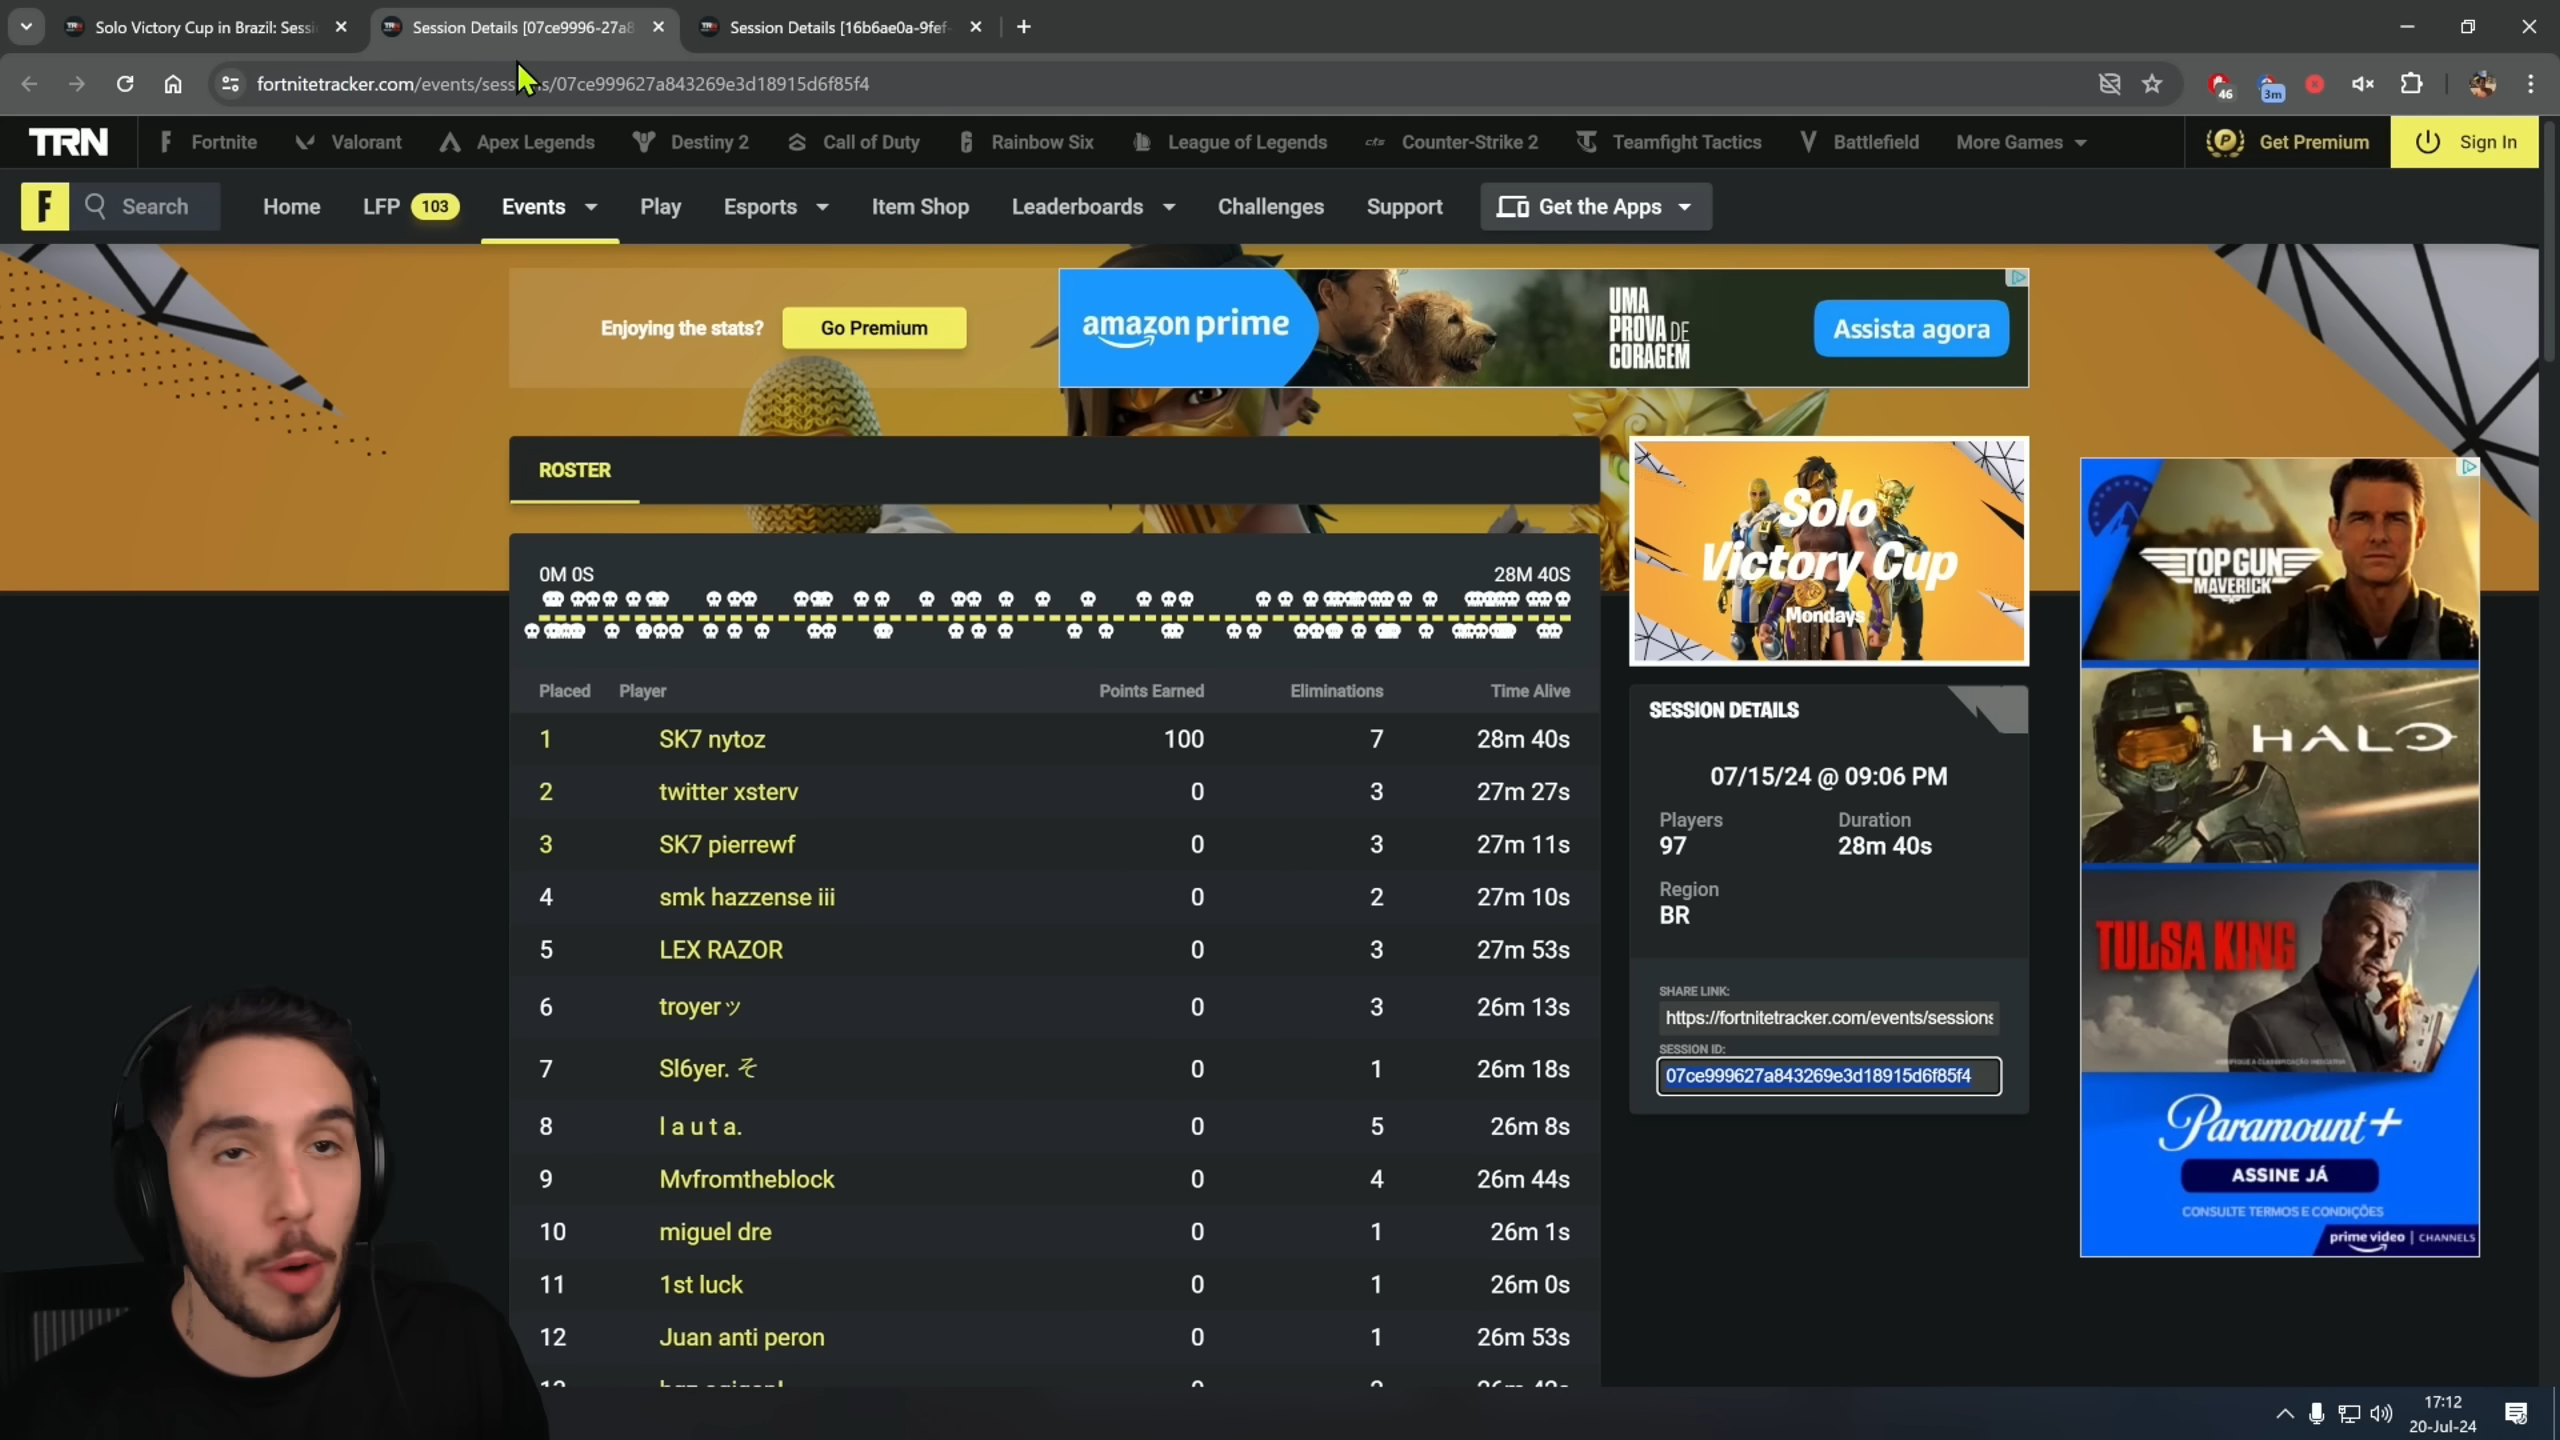 Solo Victory Cup in Brazil: Sessi
Session Details [07ce9996-27a8
Session Details [16b6ae0a-9fef-
fortnitetracker.com/events/sess s/07ce999627a843269e3d18915d6f85f4
46
3m
TRN
Fortnite
Valorant
Apex Legends
Destiny 2
Call of Duty
Rainbow Six
League of Legends
Counter-Strike 2
Teamfight Tactics
Battlefield
More Games
Get Premium
Sign In
F
Search
Home
LFP 103
Events
Play
Esports
Item Shop
Leaderboards
Challenges
Support
Get the Apps
Enjoying the stats?
Go Premium
amazon prime
UMA
PROVA DE
CORAGEM
Assista agora
ROSTER
0M 0S
28M 40S
Placed Player Points Earned Eliminations Time Alive
1 SK7 nytoz 100 7 28m 40s
2 twitter xsterv 0 3 27m 27s
3 SK7 pierrewf 0 3 27m 11s
4 smk hazzense iii 0 2 27m 10s
5 LEX RAZOR 0 3 27m 53s
6 troyerッ 0 3 26m 13s
7 Sl6yer. そ 0 1 26m 18s
8 l a u t a. 0 5 26m 8s
9 Mvfromtheblock 0 4 26m 44s
10 miguel dre 0 1 26m 1s
11 1st luck 0 1 26m 0s
12 Juan anti peron 0 1 26m 53s
Solo
Victory Cup
Mondays
SESSION DETAILS
07/15/24 @ 09:06 PM
Players
97
Duration
28m 40s
Region
BR
SHARE LINK:
https://fortnitetracker.com/events/sessions
SESSION ID:
07ce999627a843269e3d18915d6f85f4
TOP GUN
MAVERICK
HALO
TULSA KING
Paramount+
ASSINE JÁ
CONSULTE TERMOS E CONDIÇÕES
prime video | CHANNELS
17:12
20-Jul-24